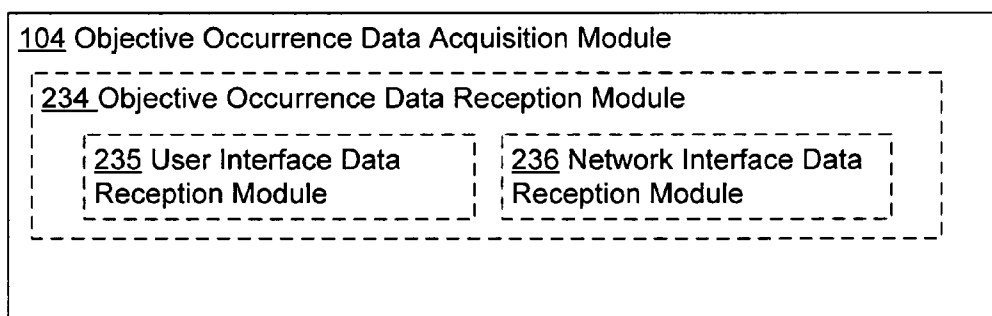 104 Objective Occurrence Data Acquisition Module
234 Objective Occurrence Data Reception Module
235 User Interface Data
Reception Module
236 Network Interface Data
Reception Module